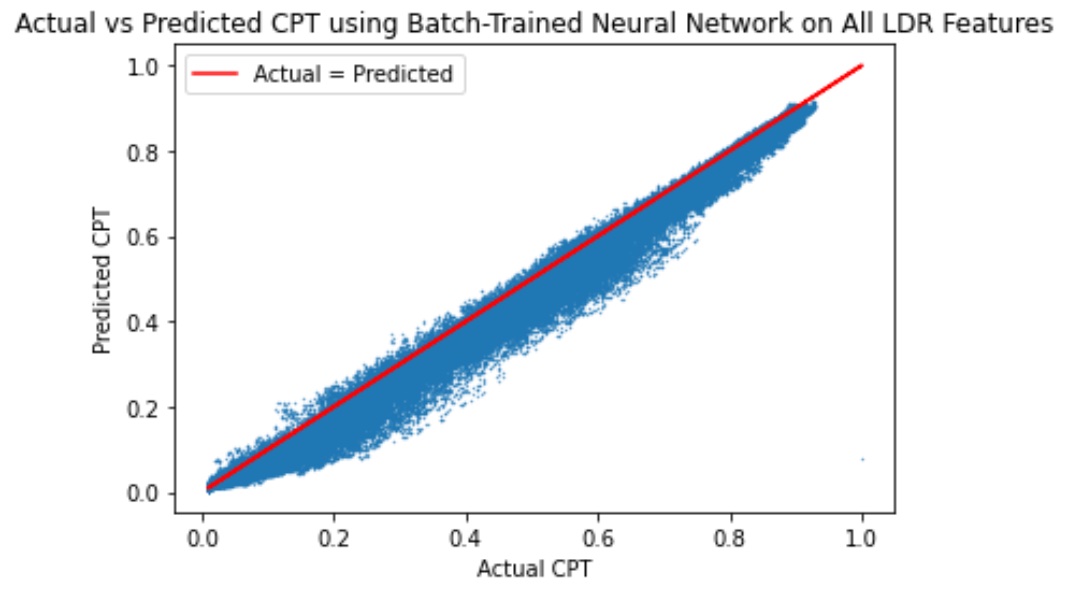 Actual vs Predicted CPT using Batch-Trained Neural Network on All LDR Features
Actual = Predicted
1.0
0.8
0.6
0.4
0.2
0.0
Predicted CPT
0.0 0.2 0.4 0.6 0.8 1.0
Actual CPT